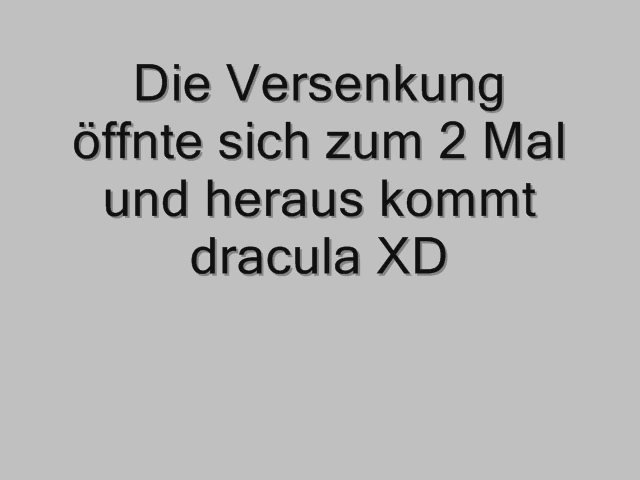 Die Versenkung
öffnte sich zum 2 Mal
und heraus kommt
dracula XD